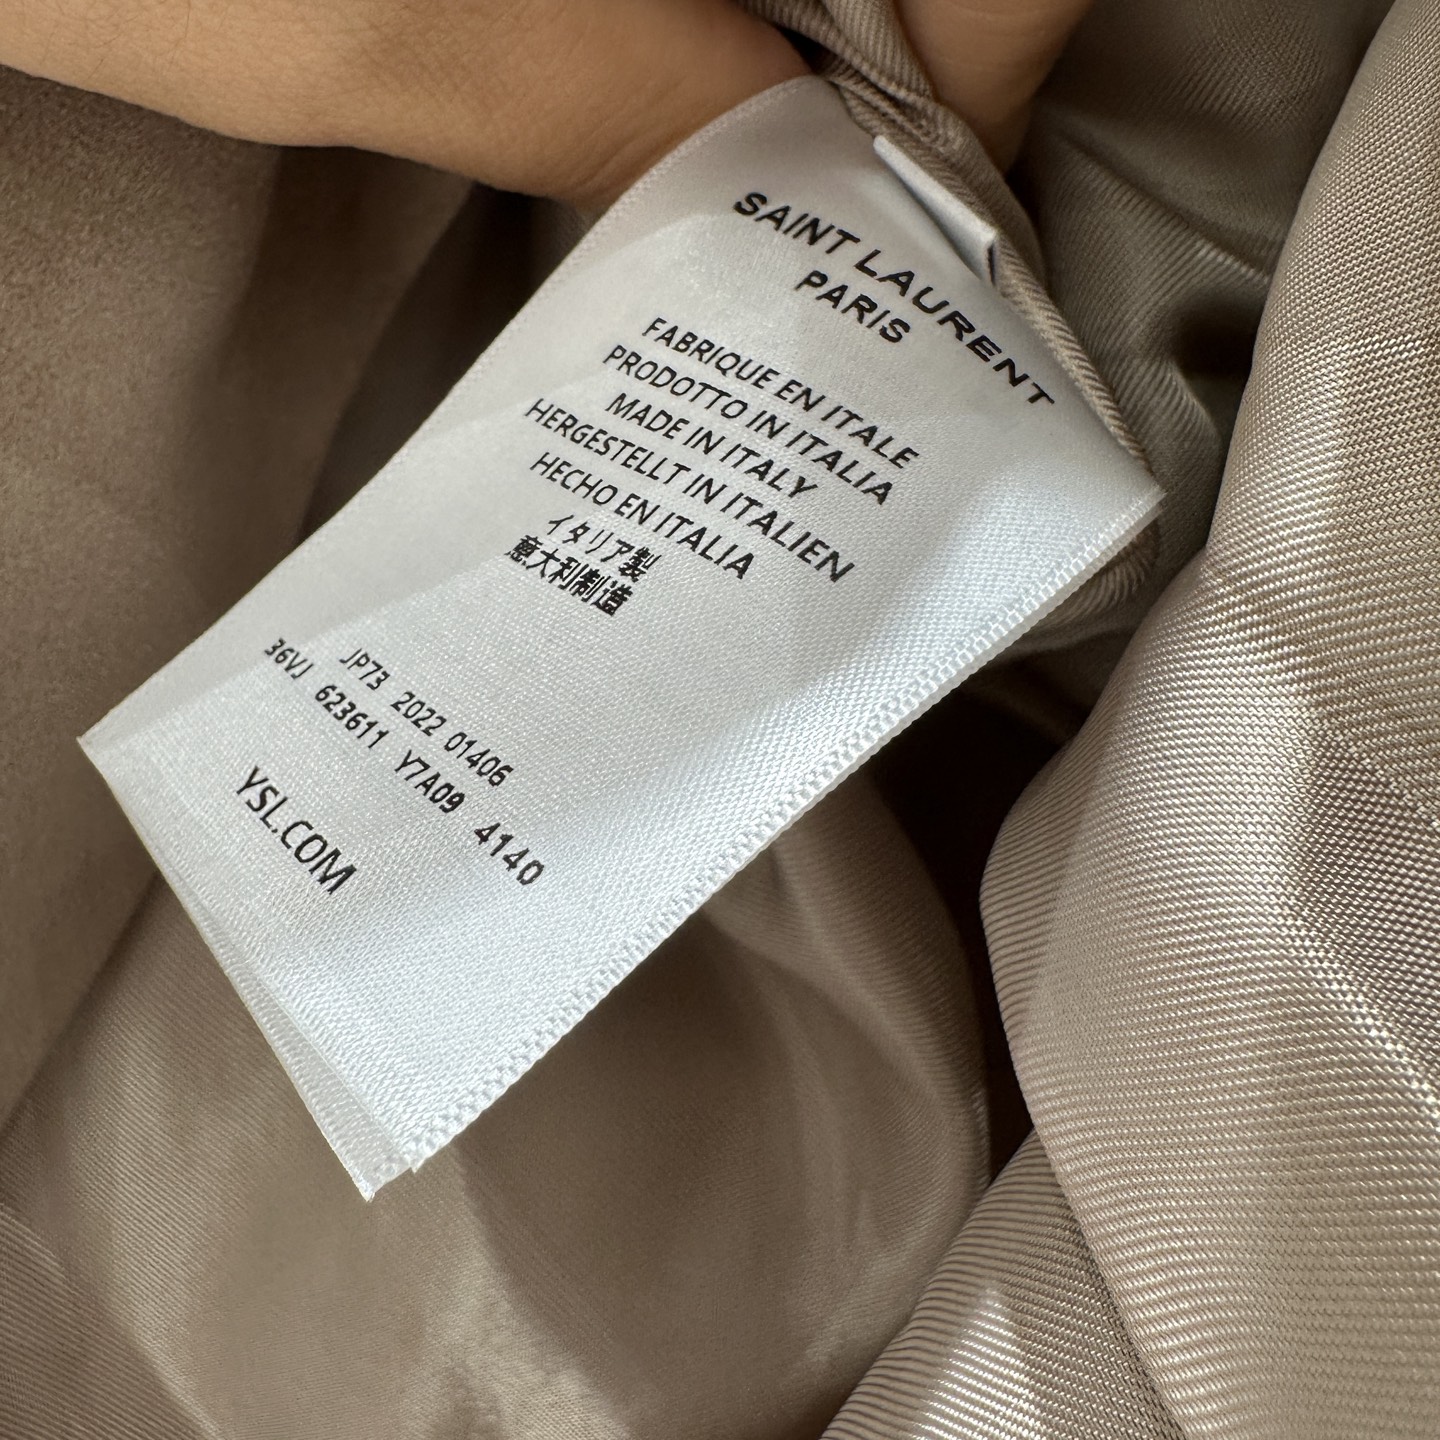 SAINT LAURENT
PARIS
FABRIQUE EN ITALE
PRODOTTO IN ITALIA
MADE IN ITALY
HERGESTELLT IN ITALIEN
HECHO EN ITALIA
イタリア製
意大利制造
JP73 2022 01406
36VJ 623611 Y7A09 4140
YSL.COM